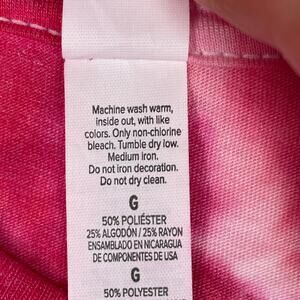 Machine wash warm,
inside out, with like
colors. Only non-chlorine
bleach. Tumble dry low.
Medium iron.
Do not iron decoration.
Do not dry clean.
G
50% POLIÉSTER
25% ALGODÓN / 25% RAYON
ENSAMBLADO EN NICARAGUA
DE COMPONENTES DE USA
G
50% POLYESTER